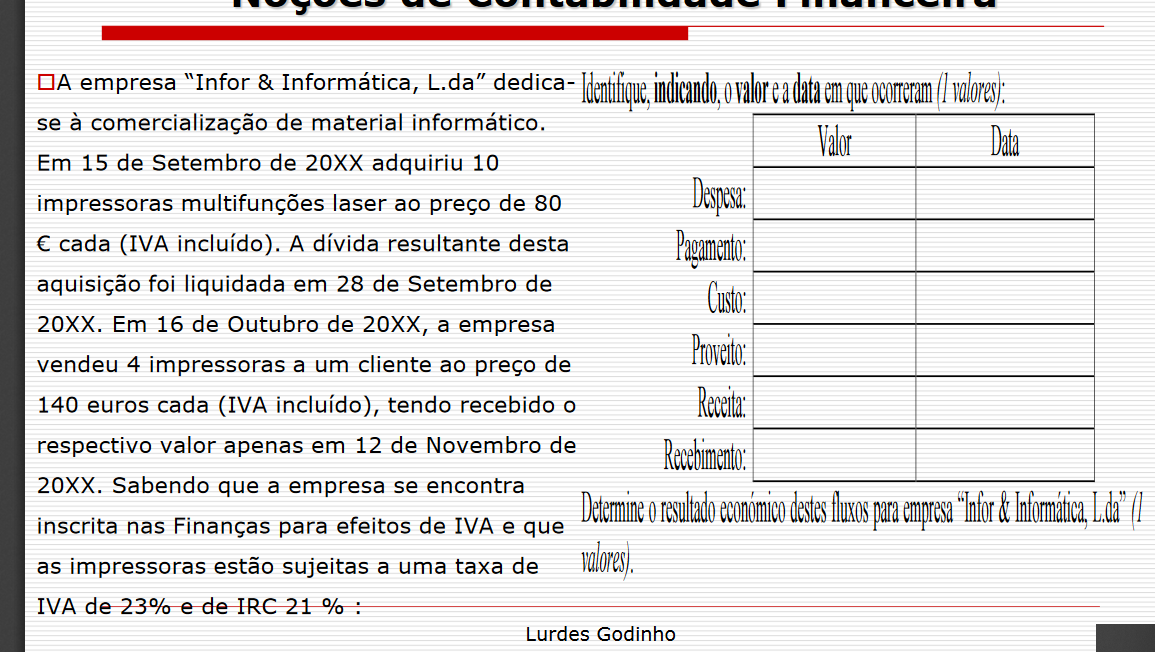 Noções de Contabilidade Financeira
A empresa “Infor & Informática, L.da” dedica-
se à comercialização de material informático.
Em 15 de Setembro de 20XX adquiriu 10
impressoras multifunções laser ao preço de 80
€ cada (IVA incluído). A dívida resultante desta
aquisição foi liquidada em 28 de Setembro de
20XX. Em 16 de Outubro de 20XX, a empresa
vendeu 4 impressoras a um cliente ao preço de
140 euros cada (IVA incluído), tendo recebido o
respectivo valor apenas em 12 de Novembro de
20XX. Sabendo que a empresa se encontra
inscrita nas Finanças para efeitos de IVA e que
as impressoras estão sujeitas a uma taxa de
IVA de 23% e de IRC 21 % :
Identifique, indicando, o valor e a data em que ocorreram (1 valores):
Valor Data
Despesa:
Pagamento:
Custo:
Proveito:
Receita:
Recebimento:
Determine o resultado económico destes fluxos para empresa “Infor & Informática, L.da” (1
valores).
Lurdes Godinho